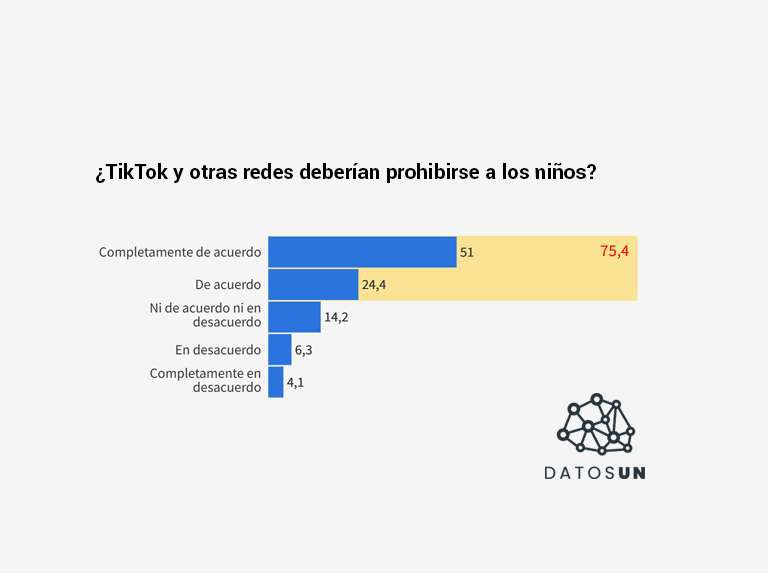 ¿TikTok y otras redes deberían prohibirse a los niños?
Completamente de acuerdo 51 75,4
De acuerdo 24,4
Ni de acuerdo ni en
desacuerdo 14,2
En desacuerdo 6,3
Completamente en
desacuerdo 4,1
DATOSUN